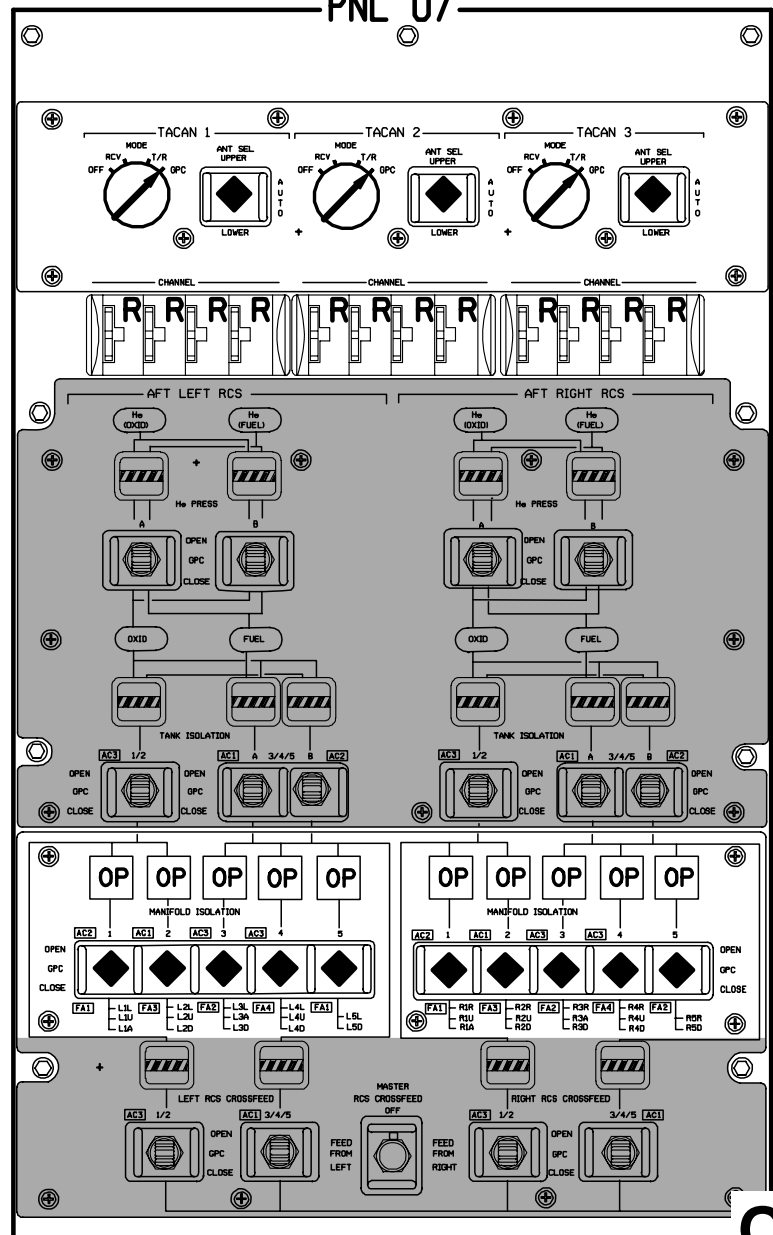 PNL O7
TACAN 1 TACAN 2 TACAN 3
MODE MODE MODE
RCV T/R ANT SEL RCV T/R ANT SEL RCV T/R ANT SEL
OFF GPC UPPER OFF GPC UPPER OFF GPC UPPER
AUTO AUTO AUTO
LOWER LOWER LOWER
CHANNEL CHANNEL CHANNEL
R R R R R R R R R R R R
AFT LEFT RCS AFT RIGHT RCS
He He He He
(OXID) (FUEL) (OXID) (FUEL)
He PRESS He PRESS
A B A B
OPEN OPEN
GPC GPC
CLOSE CLOSE
OXID FUEL OXID FUEL
TANK ISOLATION TANK ISOLATION
AC3 1/2 AC1 A 3/4/5 B AC2 AC3 1/2 AC1 A 3/4/5 B AC2
OPEN OPEN OPEN OPEN
GPC GPC GPC GPC
CLOSE CLOSE CLOSE CLOSE
OP OP OP OP OP OP OP OP OP OP
MANIFOLD ISOLATION MANIFOLD ISOLATION
AC2 1 AC1 2 AC3 3 AC3 4 5 AC2 1 AC1 2 AC3 3 AC3 4 5
OPEN OPEN
GPC GPC
CLOSE CLOSE
FA1 L1L FA3 L2L FA2 L3L FA4 L4L FA1 FA1 R1R FA3 R2R FA2 R3R FA4 R4R FA2
L1U L2U L3A L4U L5L R1U R2U R3A R4U R5R
L1A L2D L3D L4D L5D R1A R2D R3D R4D R5D
MASTER
LEFT RCS CROSSFEED RCS CROSSFEED RIGHT RCS CROSSFEED
OFF
AC3 1/2 AC1 3/4/5 AC3 1/2 3/4/5 AC1
OPEN FEED FEED OPEN
GPC FROM FROM GPC
CLOSE LEFT RIGHT CLOSE